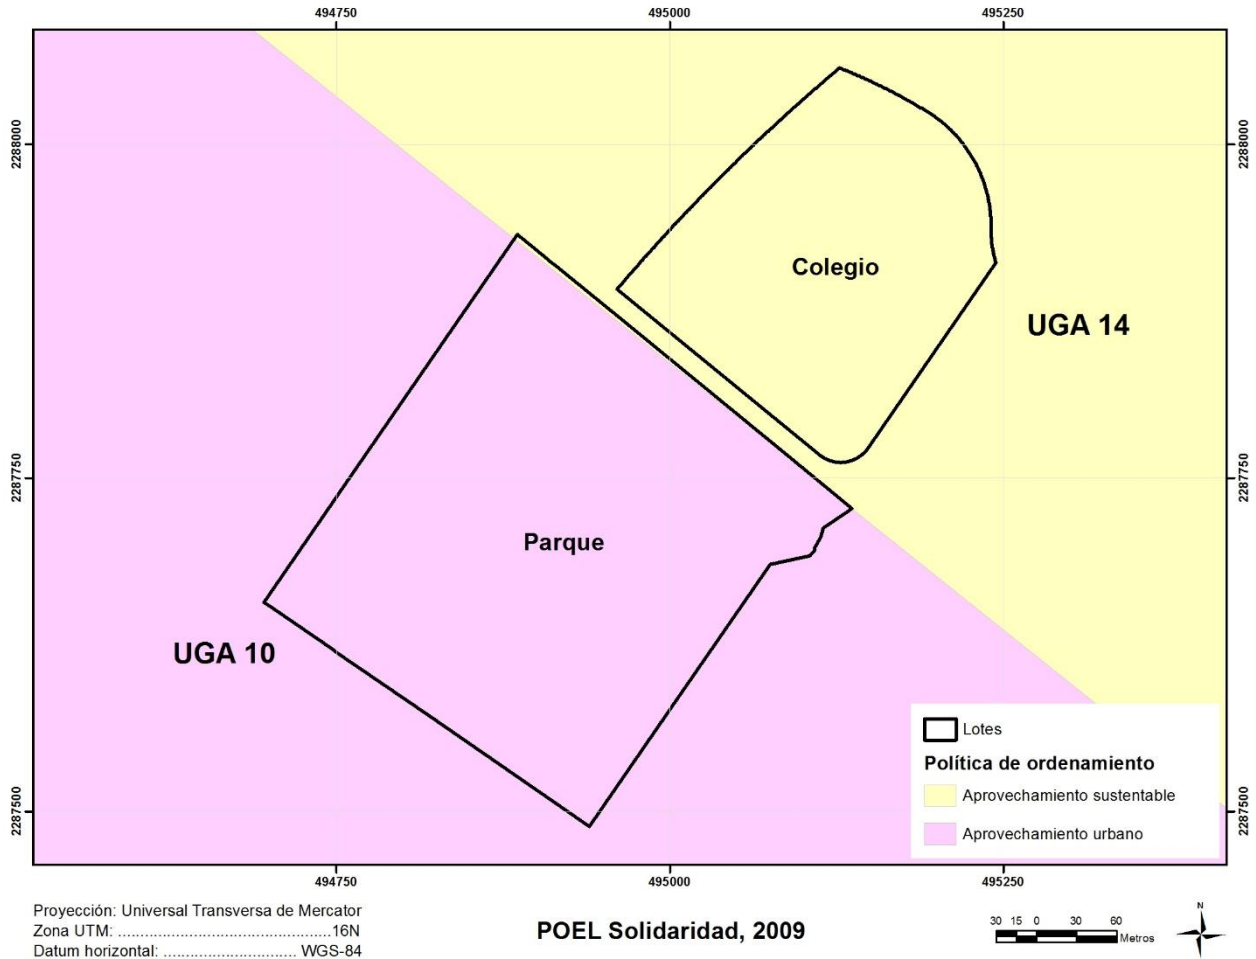 494750 495000 495250
2288000 2288000
Colegio
UGA 14
2287750 2287750
Parque
UGA 10
Lotes
Política de ordenamiento
Aprovechamiento sustentable
2287500 2287500
Aprovechamiento urbano
494750 495000 495250
Proyección: Universal Transversa de Mercator
Zona UTM: ............................................16N
Datum horizontal: ............................ WGS-84
POEL Solidaridad, 2009
30 15 0 30 60
Metros
N